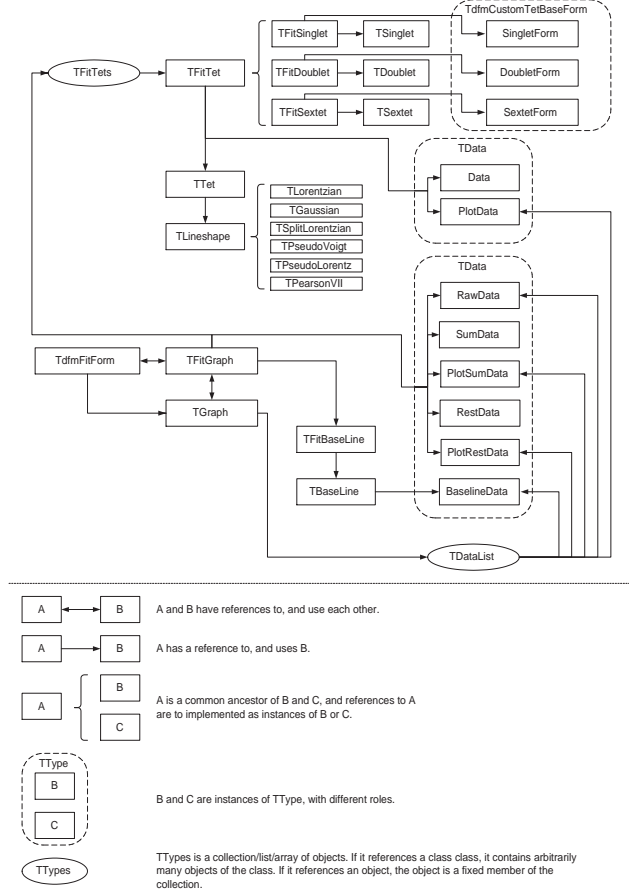 TdfmCustomTetBaseForm
TFitSinglet
TSinglet
SingletForm
TFitTets
TFitTet
TFitDoublet
TDoublet
DoubletForm
TFitSextet
TSextet
SextetForm
TData
Data
PlotData
TTet
TLineshape
TLorentzian
TGaussian
TSplitLorentzian
TPseudoVoigt
TPseudoLorentz
TPearsonVII
TData
RawData
SumData
PlotSumData
RestData
PlotRestData
BaselineData
TdfmFitForm
TFitGraph
TGraph
TFitBaseLine
TBaseLine
TDataList
A
B
A and B have references to, and use each other.
A
B
A has a reference to, and uses B.
A
B
C
A is a common ancestor of B and C, and references to A
are to implemented as instances of B or C.
TType
B
C
B and C are instances of TType, with different roles.
TTypes
TTypes is a collection/list/array of objects. If it references a class class, it contains arbitrarily
many objects of the class. If it references an object, the object is a fixed member of the
collection.